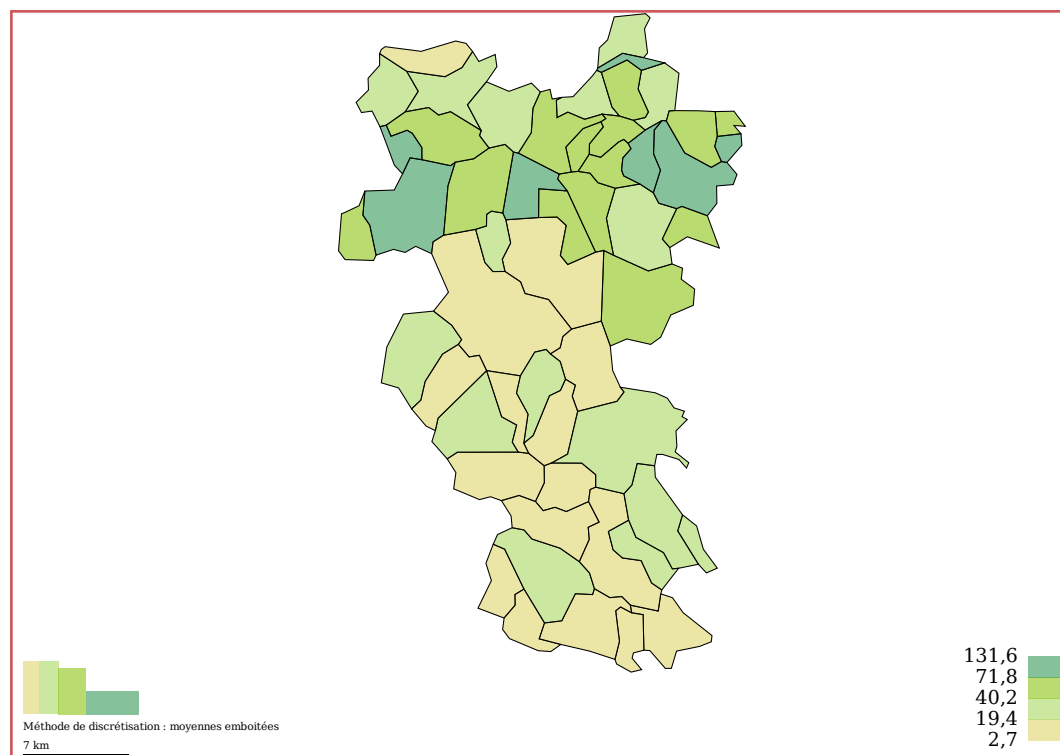 131,6
71,8
40,2
19,4
2,7
Méthode de discrétisation : moyennes emboitées
7 km